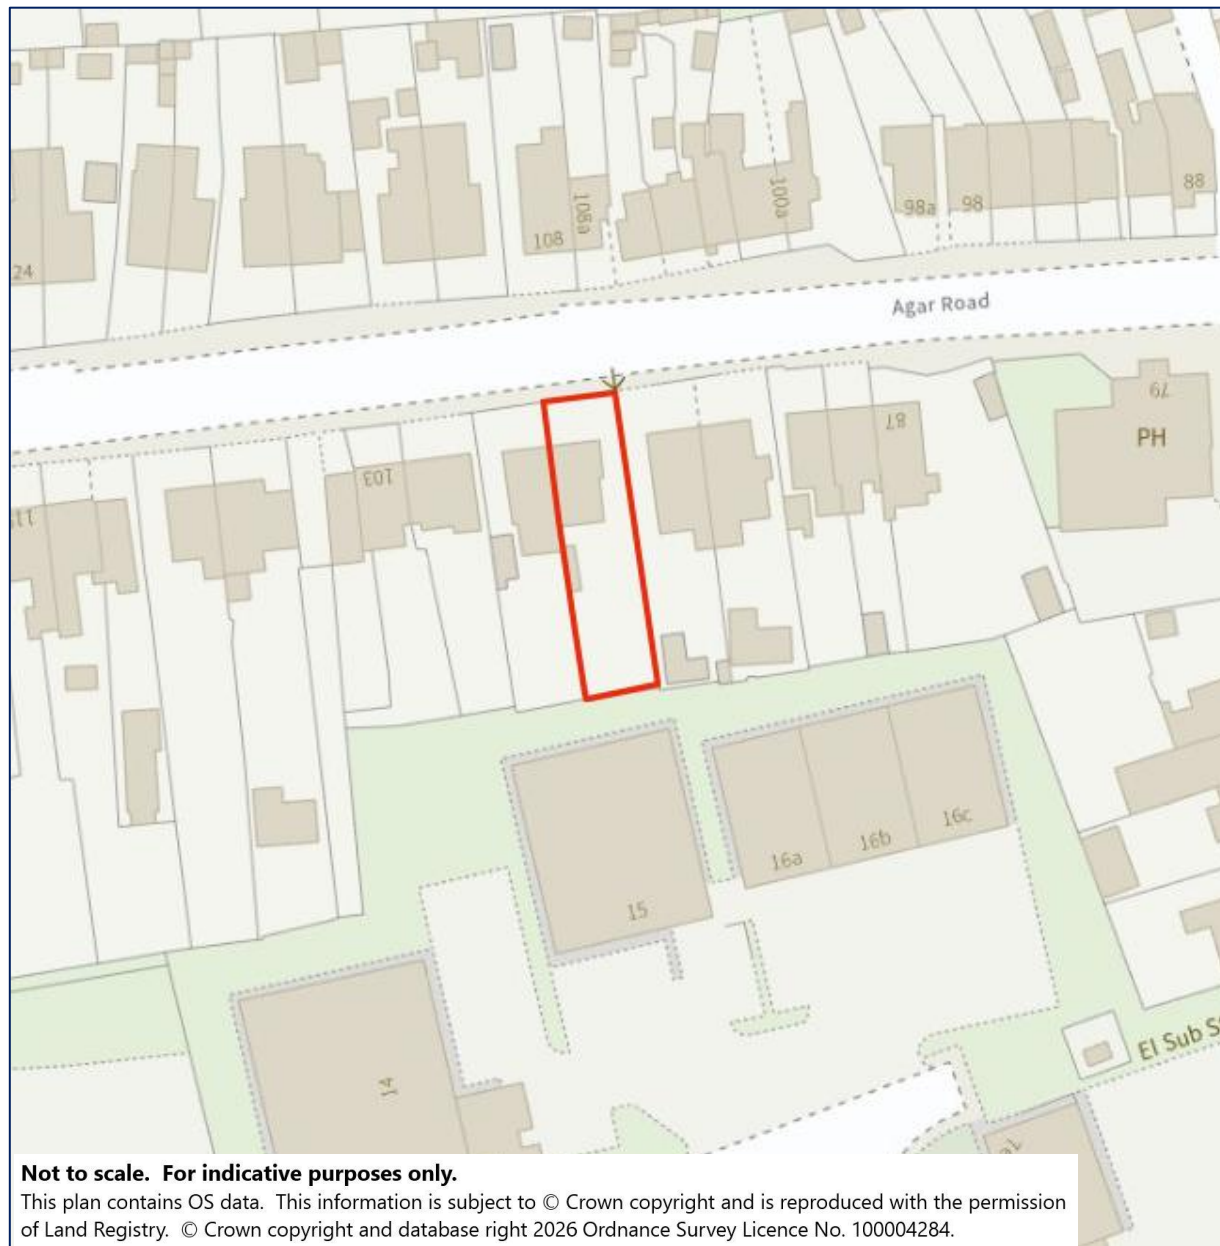 108a
100a
88
98a
98
108
24
Agar Road
79
PH
87
103
16c
16b
16a
15
El Sub S
14
Not to scale. For indicative purposes only.
This plan contains OS data. This information is subject to © Crown copyright and is reproduced with the permission
of Land Registry. © Crown copyright and database right 2026 Ordnance Survey Licence No. 100004284.